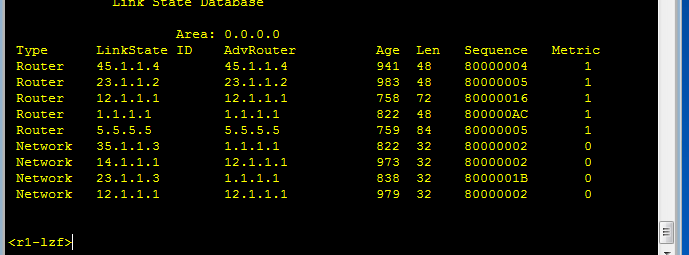 Link State Database
Area: 0.0.0.0
Type LinkState ID AdvRouter Age Len Sequence Metric
Router 45.1.1.4 45.1.1.4 941 48 80000004 1
Router 23.1.1.2 23.1.1.2 983 48 80000005 1
Router 12.1.1.1 12.1.1.1 758 72 80000016 1
Router 1.1.1.1 1.1.1.1 822 48 800000AC 1
Router 5.5.5.5 5.5.5.5 759 84 80000005 1
Network 35.1.1.3 1.1.1.1 822 32 80000002 0
Network 14.1.1.1 12.1.1.1 973 32 80000002 0
Network 23.1.1.3 1.1.1.1 838 32 8000001B 0
Network 12.1.1.1 12.1.1.1 979 32 80000002 0
<r1-lzf>